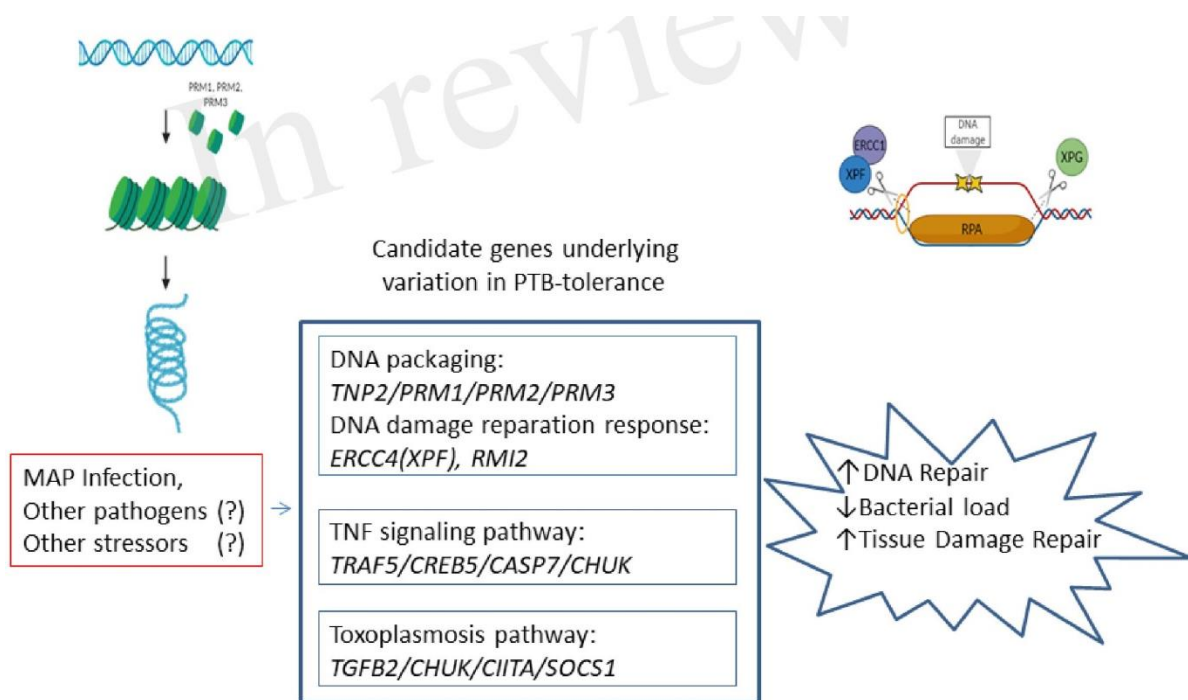 In review
PRM1, PRM2,
PRM3
DNA
damage
ERCC1
XPF
XPG
RPA
Candidate genes underlying
variation in PTB-tolerance
DNA packaging:
TNP2/PRM1/PRM2/PRM3
DNA damage reparation response:
ERCC4(XPF), RMI2
MAP Infection,
Other pathogens (?)
Other stressors (?)
TNF signaling pathway:
TRAF5/CREB5/CASP7/CHUK
Toxoplasmosis pathway:
TGFB2/CHUK/CIITA/SOCS1
↑DNA Repair
↓Bacterial load
↑Tissue Damage Repair